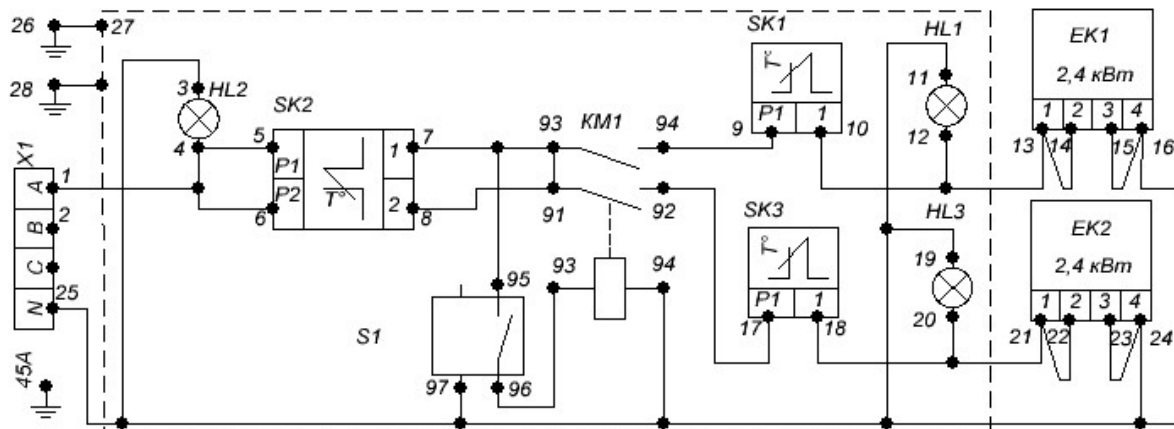 26
27
28
3
HL2
SK2
4
5
P1
P2
6
T°
1
2
7
8
X1
A
1
B
2
C
N
25
45A
93
KM1
94
91
92
95
93
94
S1
97
96
SK1
T°
P1
1
9
10
HL1
11
12
SK3
T°
P1
1
17
18
HL3
19
20
EK1
2,4 кВт
1 2 3 4
13 14 15 16
EK2
2,4 кВт
1 2 3 4
21 22 23 24